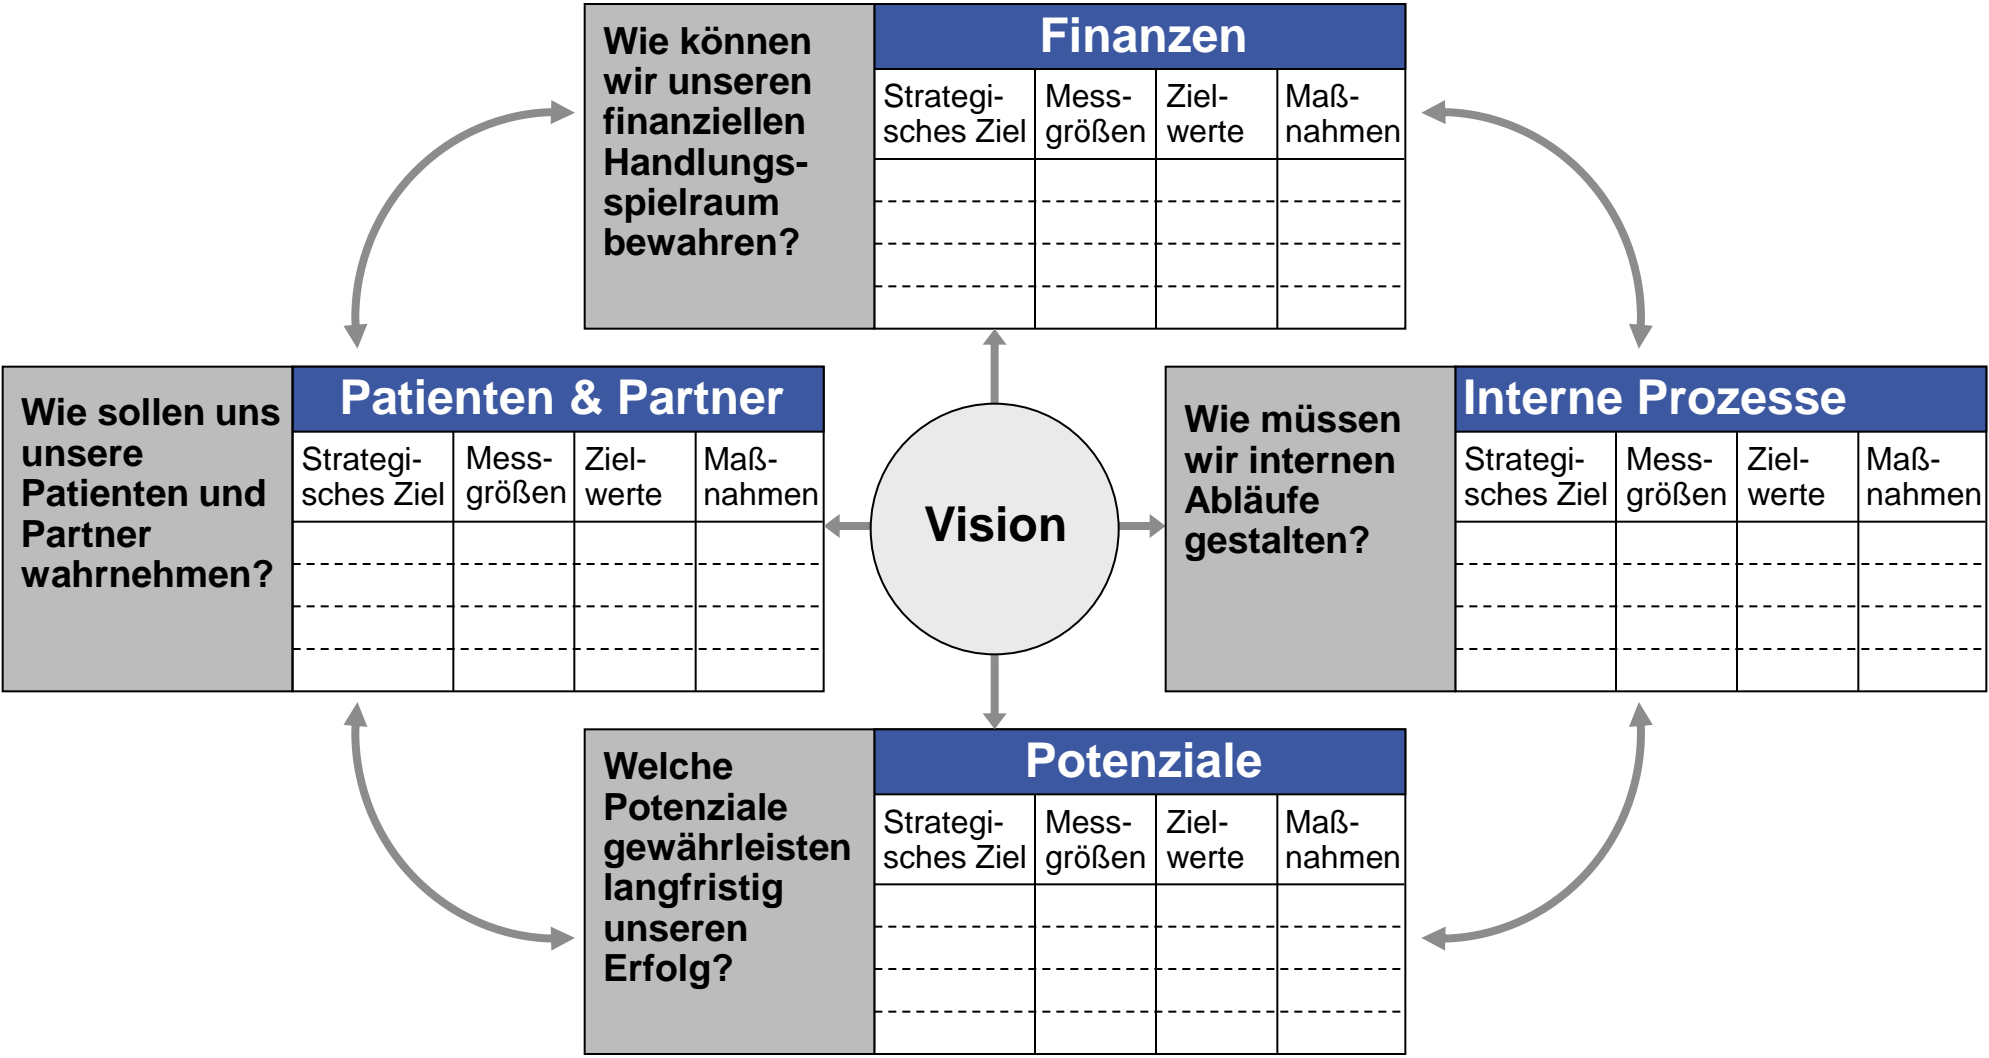 Wie können
wir unseren
finanziellen
Handlungs-
spielraum
bewahren?
Finanzen
Strategi-
sches Ziel
Mess-
größen
Ziel-
werte
Maß-
nahmen
Wie sollen uns
unsere
Patienten und
Partner
wahrnehmen?
Patienten & Partner
Strategi-
sches Ziel
Mess-
größen
Ziel-
werte
Maß-
nahmen
Vision
Wie müssen
wir internen
Abläufe
gestalten?
Interne Prozesse
Strategi-
sches Ziel
Mess-
größen
Ziel-
werte
Maß-
nahmen
Welche
Potenziale
gewährleisten
langfristig
unseren
Erfolg?
Potenziale
Strategi-
sches Ziel
Mess-
größen
Ziel-
werte
Maß-
nahmen